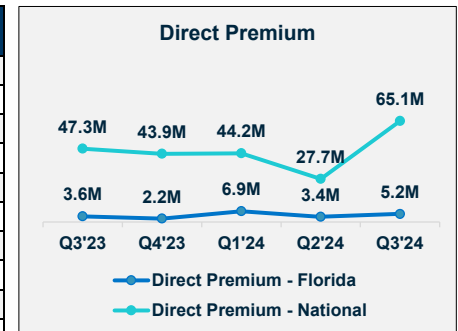 Direct Premium
65.1M
47.3M 43.9M 44.2M
27.7M
3.6M 2.2M 6.9M 3.4M 5.2M
Q3'23 Q4'23 Q1'24 Q2'24 Q3'24
Direct Premium - Florida
Direct Premium - National